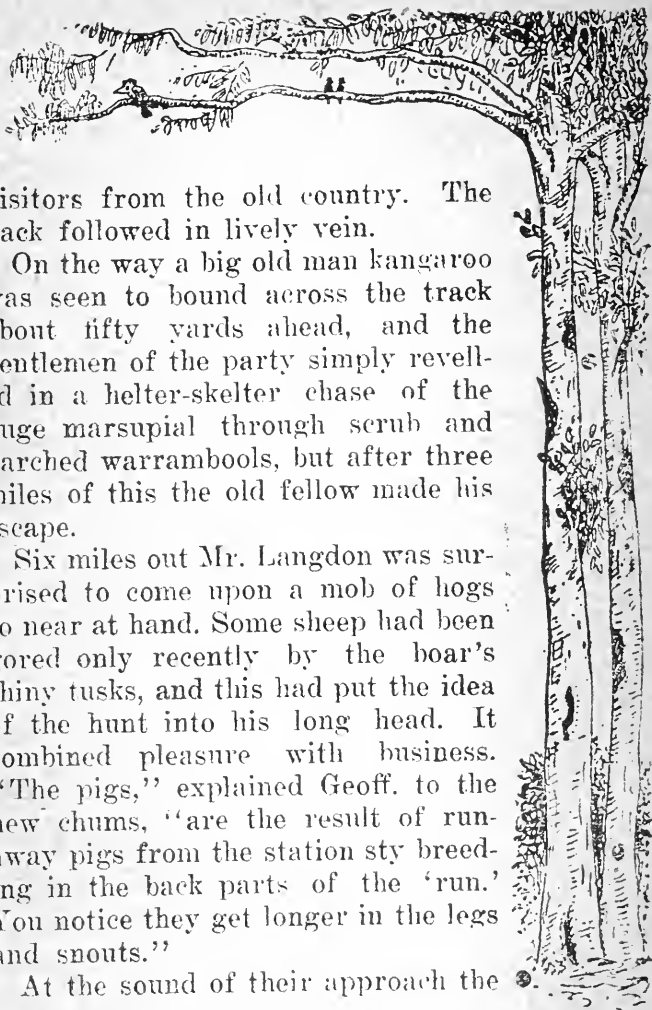 isitors from the old country. The
ack followed in lively vein.
On the way a big old man kangaroo
as seen to bound across the track
bout fifty yards ahead, and the
entlemen of the party simply revell-
d in a helter-skelter chase of the
uge marsupial through scrub and
arched warrambools, but after three
iles of this the old fellow made his
scape.
Six miles out Mr. Langdon was sur-
rised to come upon a mob of hogs
o near at hand. Some sheep had been
ored only recently by the boar's
hiny tusks, and this had put the idea
f the hunt into his long head. It
ombined pleasure with business.
"The pigs," explained Geoff. to the
new chums, "are the result of run-
way pigs from the station sty breed-
ng in the back parts of the 'run.'
You notice they get longer in the legs
and snouts."
At the sound of their approach the